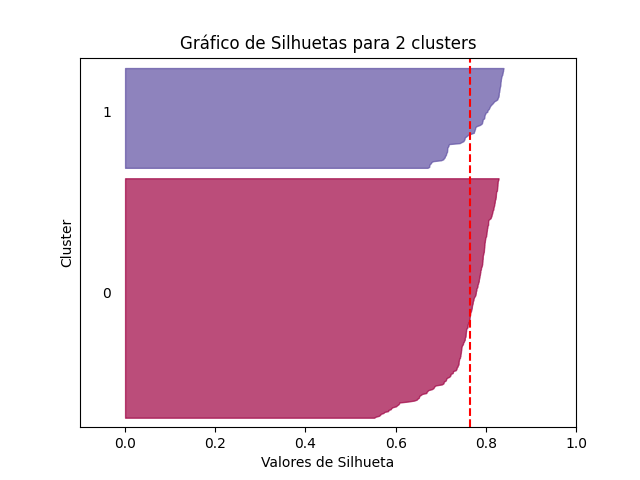 Gráfico de Silhuetas para 2 clusters
1
0
Cluster
0.0 0.2 0.4 0.6 0.8 1.0
Valores de Silhueta